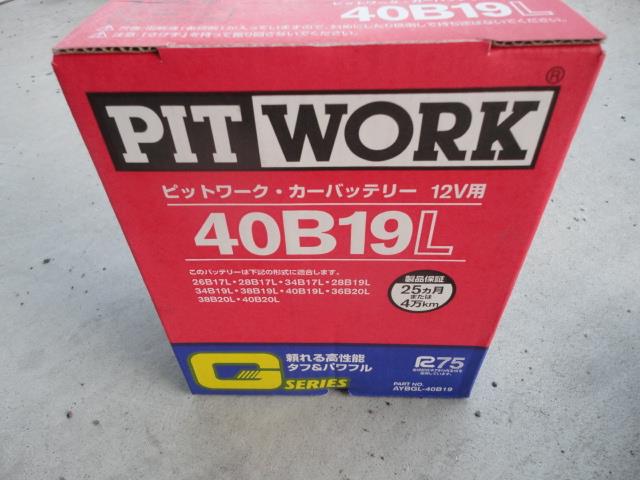 40B19L
PIT WORK®
ピットワーク・カーバッテリー 12V用
40B19L
このバッテリーは下記の形式に適合します。
26B17L・28B17L・34B17L・28B19L
34B19L・38B19L・40B19L・36B20L
38B20L・40B20L
製品保証
25ヵ月
または
4万km
C SERIES
頼れる高性能
タフ&パワフル
R75
PART NO.
AYBGL-40B19